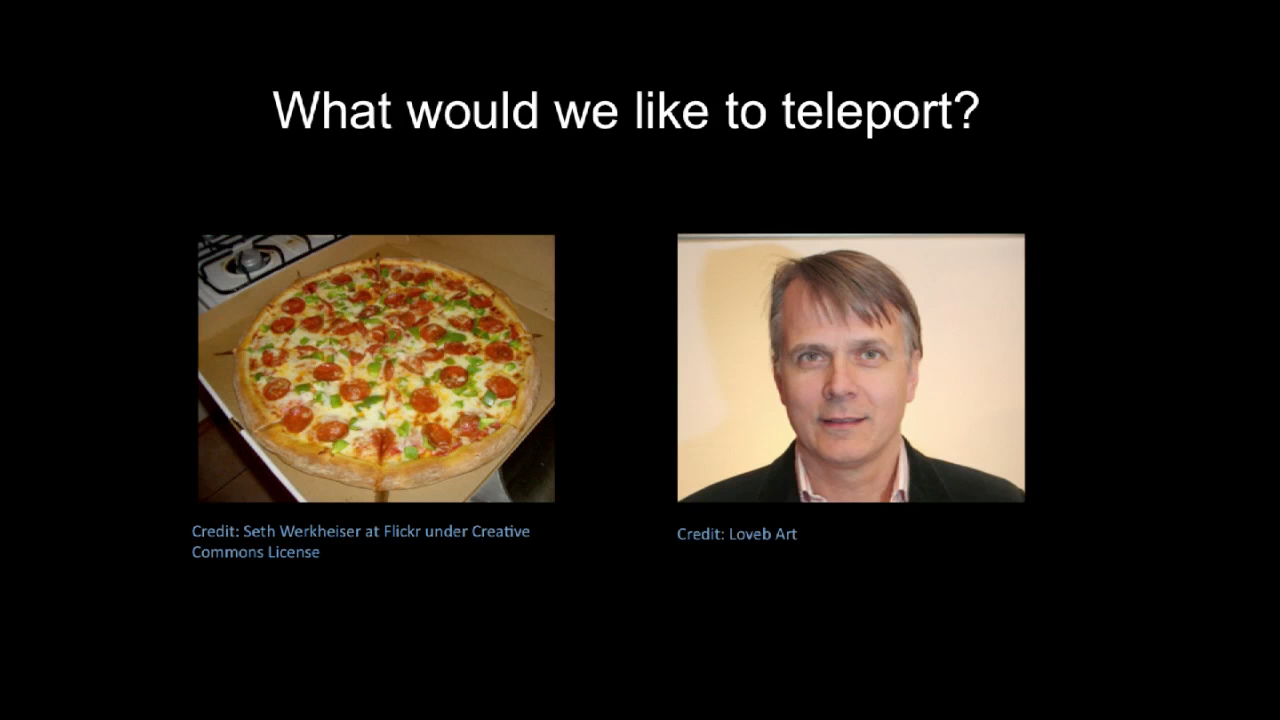 What would we like to teleport?
Credit: Seth Werkheiser at Flickr under Creative
Commons License
Credit: Loveb Art